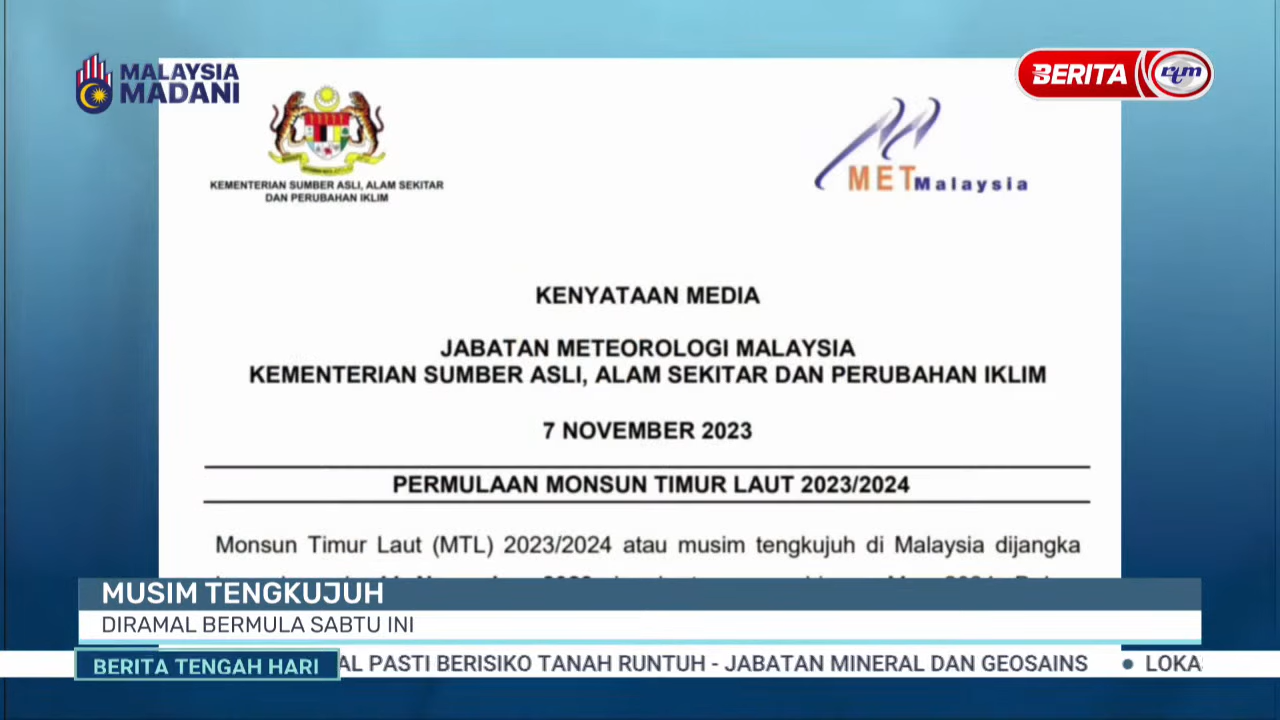 MALAYSIA
MADANI
BERITA rtm
KEMENTERIAN SUMBER ASLI, ALAM SEKITAR
DAN PERUBAHAN IKLIM
METMalaysia
KENYATAAN MEDIA
JABATAN METEOROLOGI MALAYSIA
KEMENTERIAN SUMBER ASLI, ALAM SEKITAR DAN PERUBAHAN IKLIM
7 NOVEMBER 2023
PERMULAAN MONSUN TIMUR LAUT 2023/2024
Monsun Timur Laut (MTL) 2023/2024 atau musim tengkujuh di Malaysia dijangka
MUSIM TENGKUJUH
DIRAMAL BERMULA SABTU INI
BERITA TENGAH HARI
AL PASTI BERISIKO TANAH RUNTUH - JABATAN MINERAL DAN GEOSAINS • LOKA